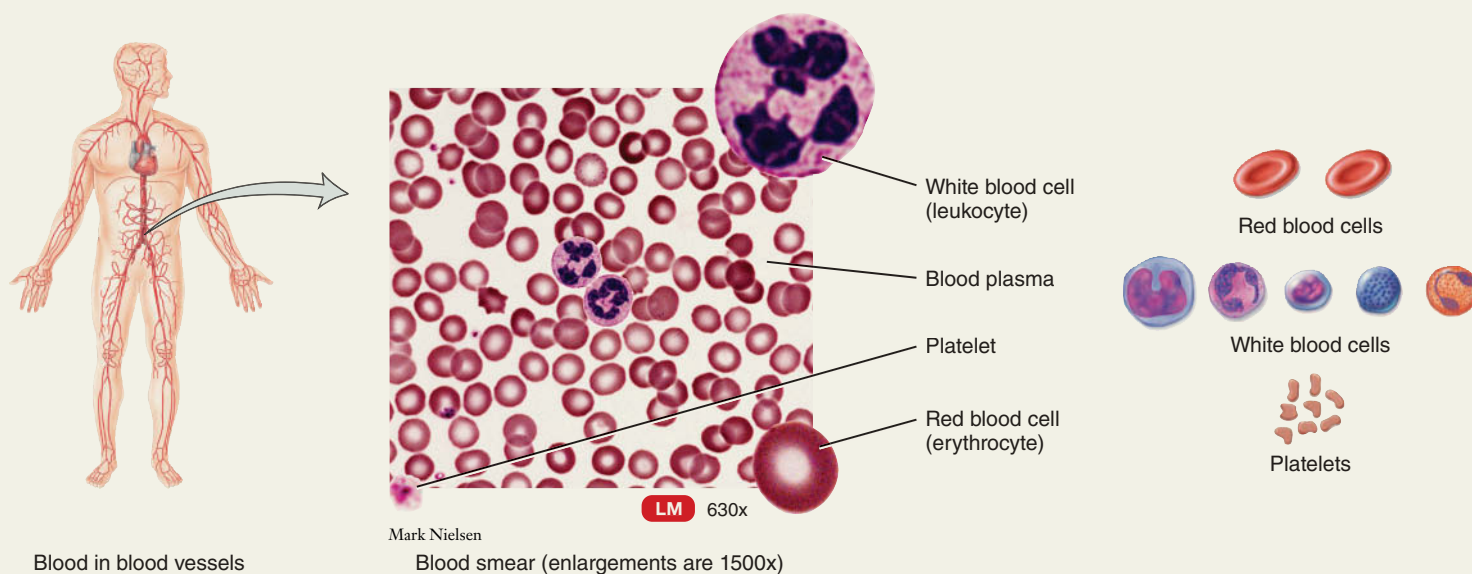 White blood cell
(leukocyte)
Blood plasma
Platelet
Red blood cell
(erythrocyte)
Red blood cells
White blood cells
Platelets
LM 630x
Mark Nielsen
Blood in blood vessels
Blood smear (enlargements are 1500x)